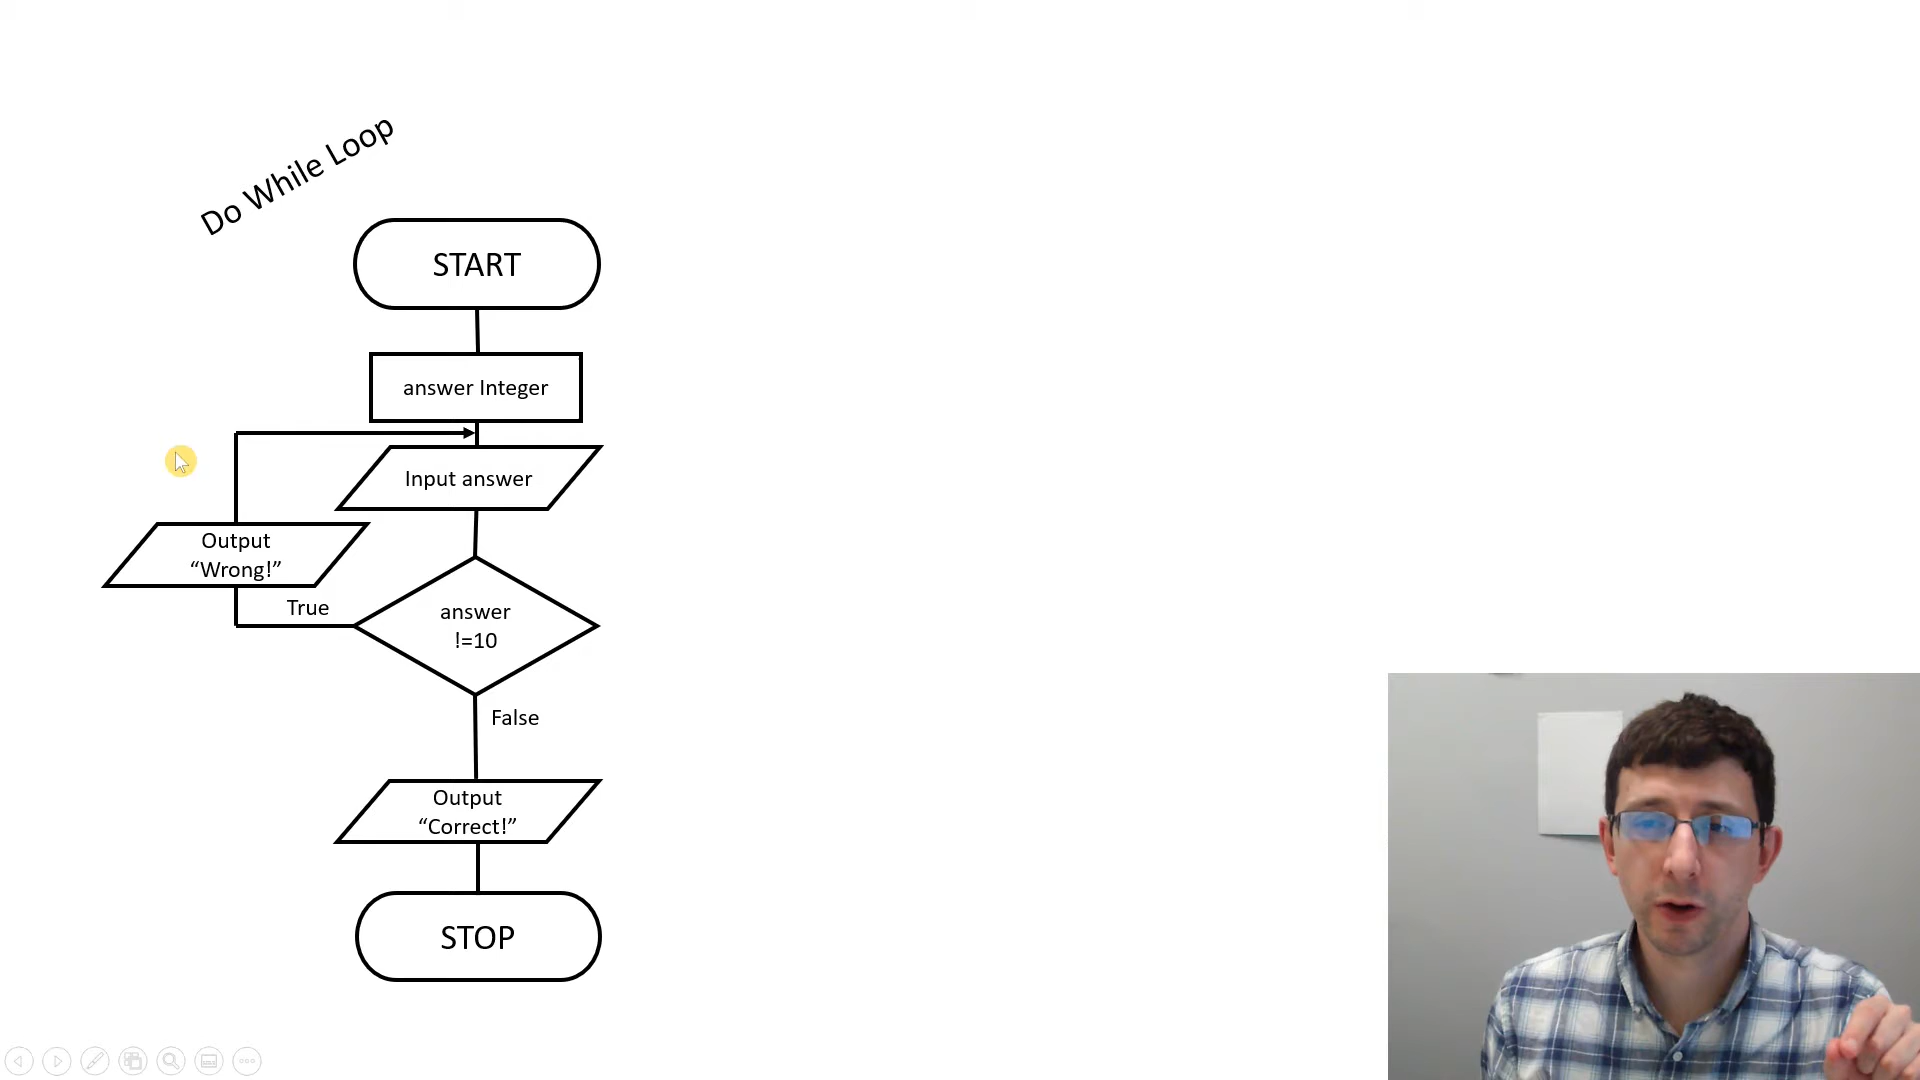 Do While Loop
START
answer Integer
Input answer
Output
“Wrong!”
True
answer
!=10
False
Output
“Correct!”
STOP